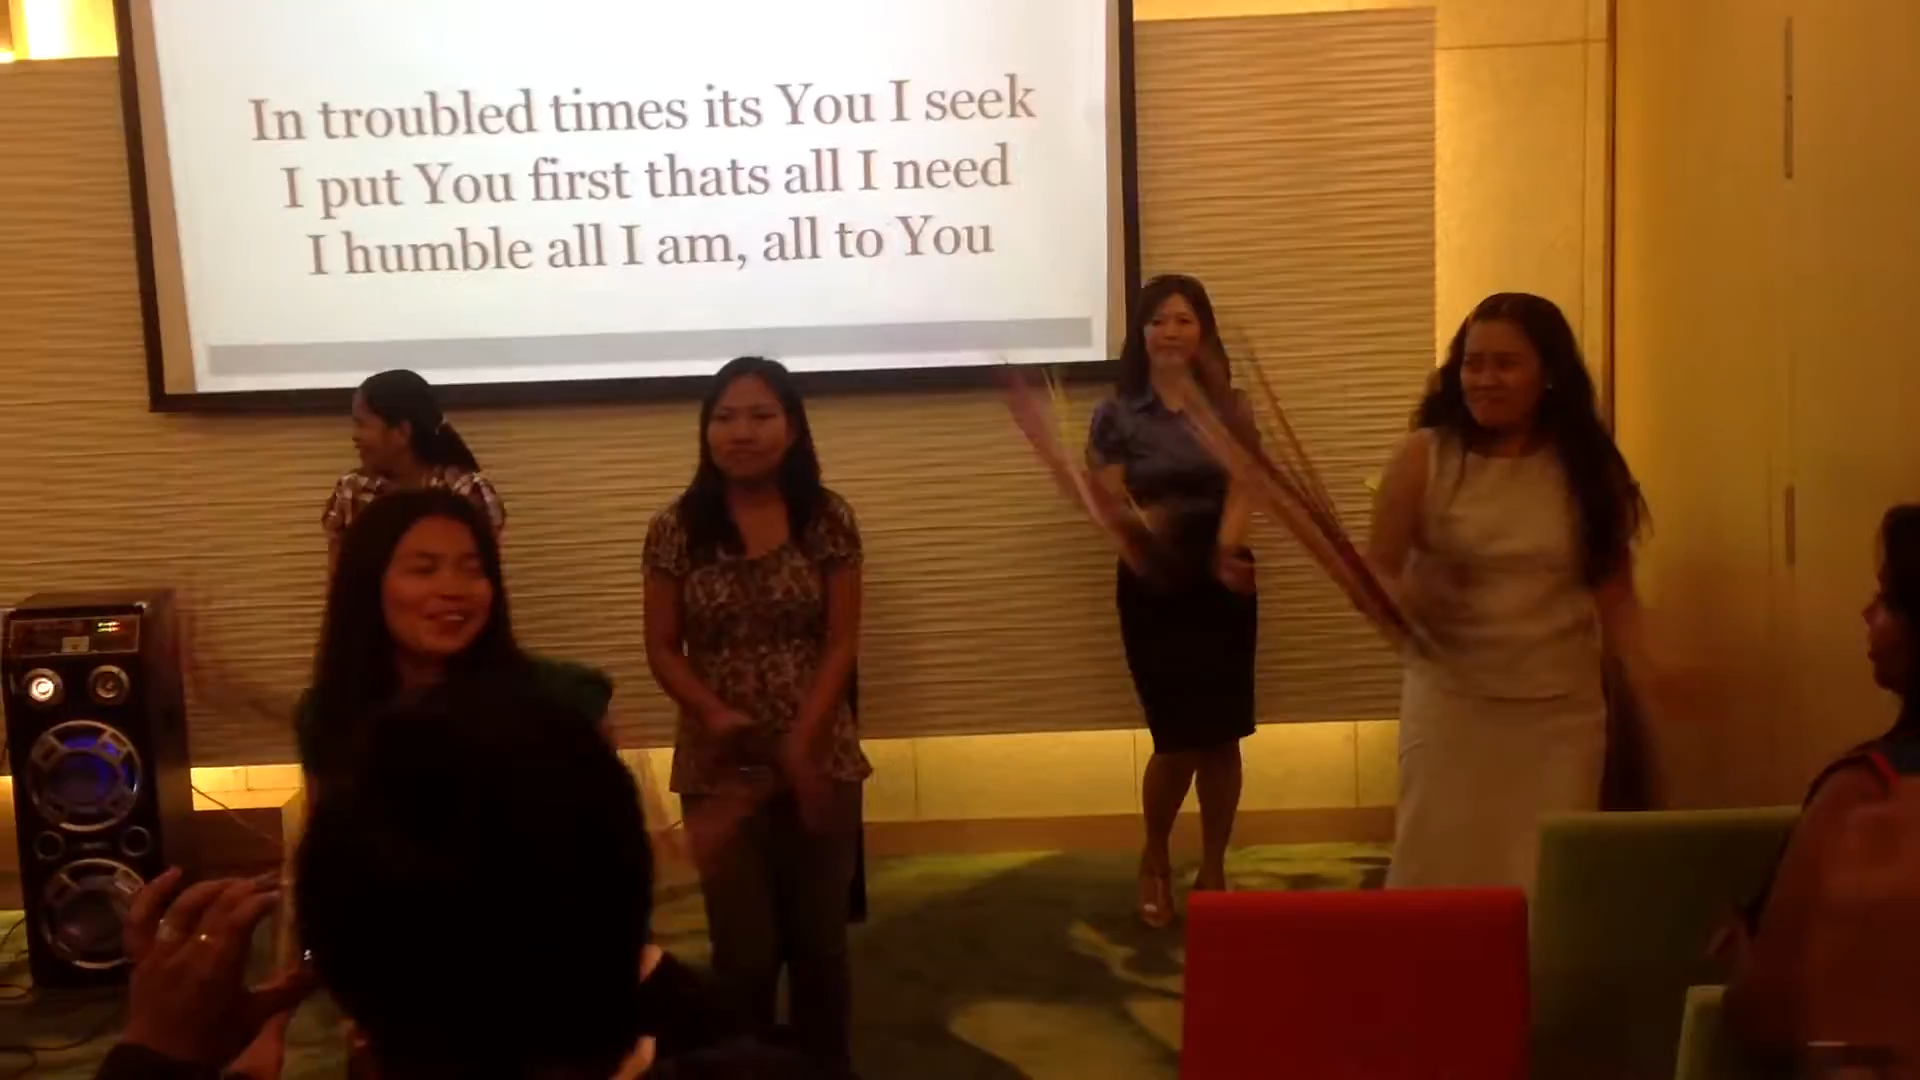 In troubled times its You I seek
I put You first thats all I need
I humble all I am, all to You